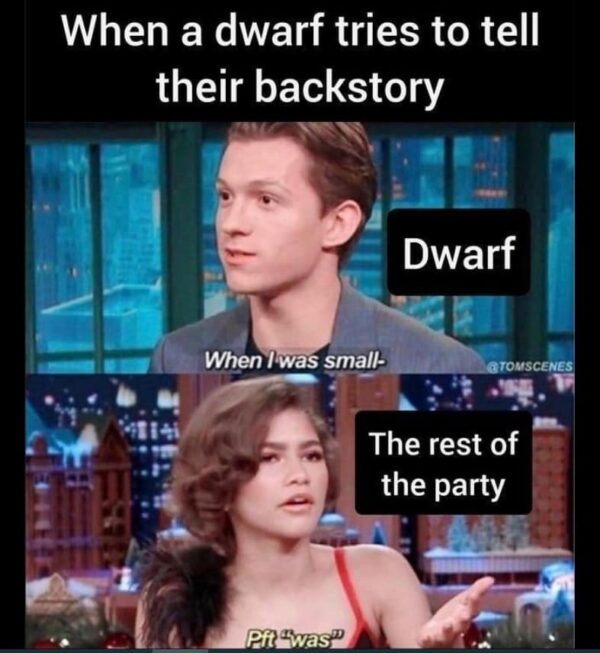 When a dwarf tries to tell
their backstory
Dwarf
When I was small-
@TOMSCENES
The rest of
the party
Pft "was"